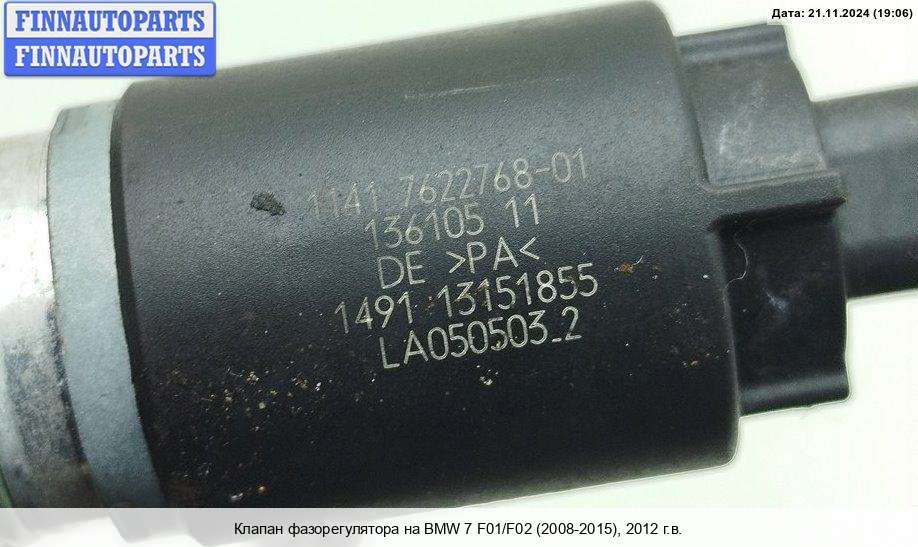 FINNAUTOPARTS
FINNAUTOPARTS
Дата: 21.11.2024 (19:06)
1141 7622768-01
136105 11
DE >PA<
1491 13151855
LA050503_2
Клапан фазорегулятора на BMW 7 F01/F02 (2008-2015), 2012 г.в.